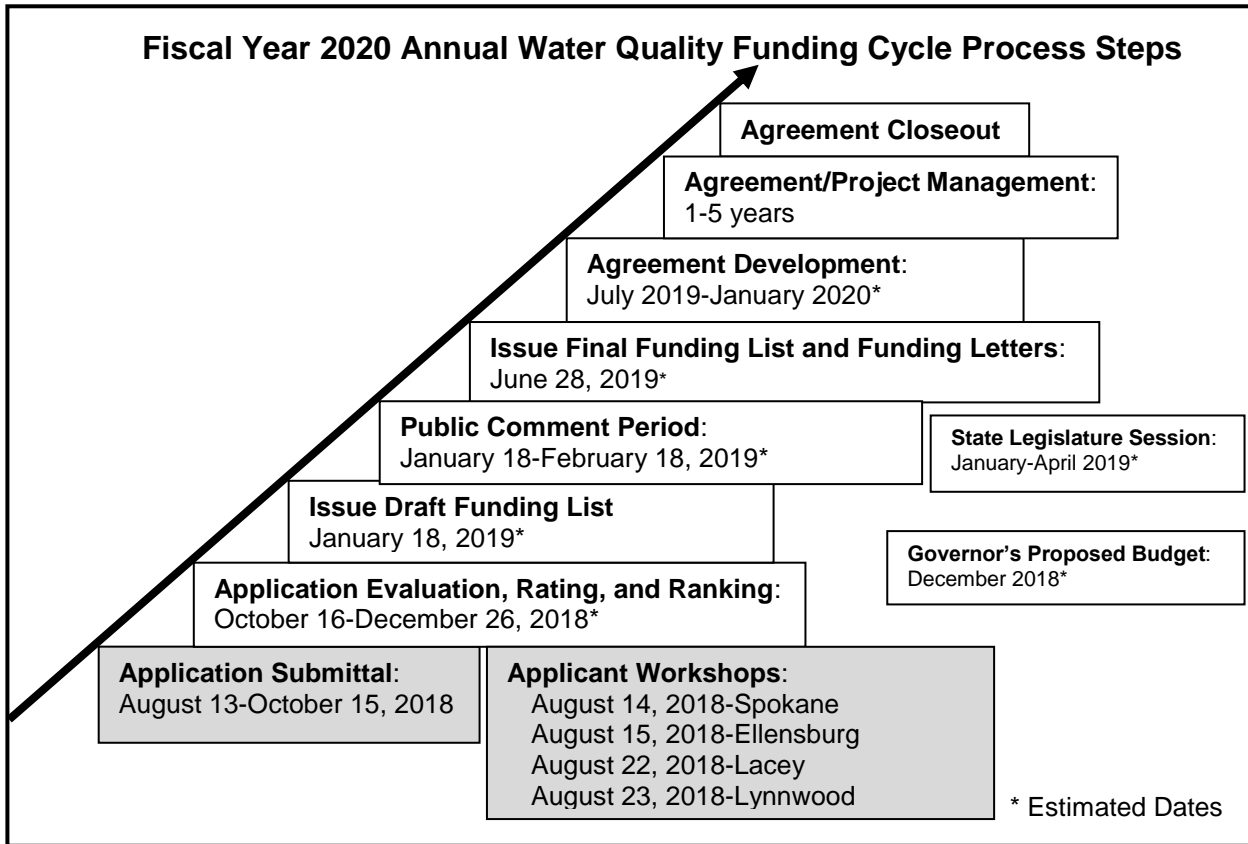 Fiscal Year 2020 Annual Water Quality Funding Cycle Process Steps
Agreement Closeout
Agreement/Project Management:
1-5 years
Agreement Development:
July 2019-January 2020*
Issue Final Funding List and Funding Letters:
June 28, 2019*
Public Comment Period:
January 18-February 18, 2019*
State Legislature Session:
January-April 2019*
Issue Draft Funding List
January 18, 2019*
Governor's Proposed Budget:
December 2018*
Application Evaluation, Rating, and Ranking:
October 16-December 26, 2018*
Application Submittal:
August 13-October 15, 2018
Applicant Workshops:
August 14, 2018-Spokane
August 15, 2018-Ellensburg
August 22, 2018-Lacey
August 23, 2018-Lynnwood
* Estimated Dates